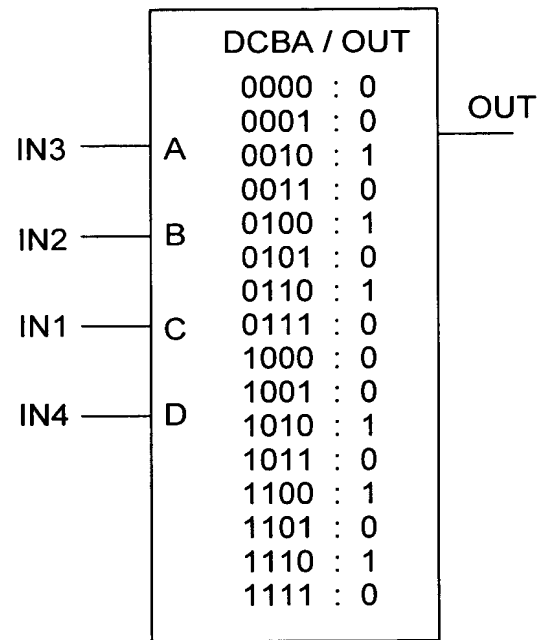 DCBA / OUT
0000 : 0
0001 : 0
OUT
IN3 A 0010 : 1
0011 : 0
IN2 B 0100 : 1
0101 : 0
0110 : 1
IN1 C 0111 : 0
1000 : 0
1001 : 0
IN4 D 1010 : 1
1011 : 0
1100 : 1
1101 : 0
1110 : 1
1111 : 0